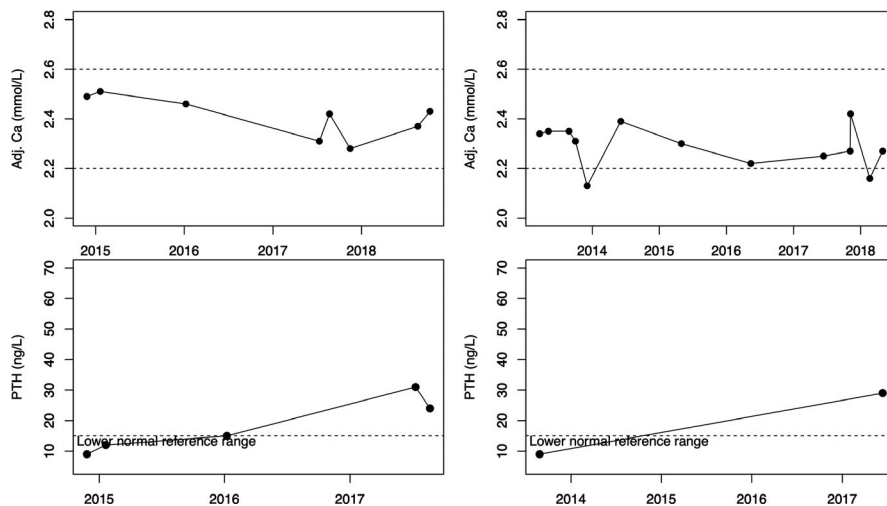 Adj. Ca (mmol/L)
2.8
2.6
2.4
2.2
2.0
2015 2016 2017 2018
Adj. Ca (mmol/L)
2.8
2.6
2.4
2.2
2.0
2014 2015 2016 2017 2018
PTH (ng/L)
70
60
50
40
30
20
10
Lower normal reference range
2015 2016 2017
PTH (ng/L)
70
60
50
40
30
20
10
Lower normal reference range
2014 2015 2016 2017